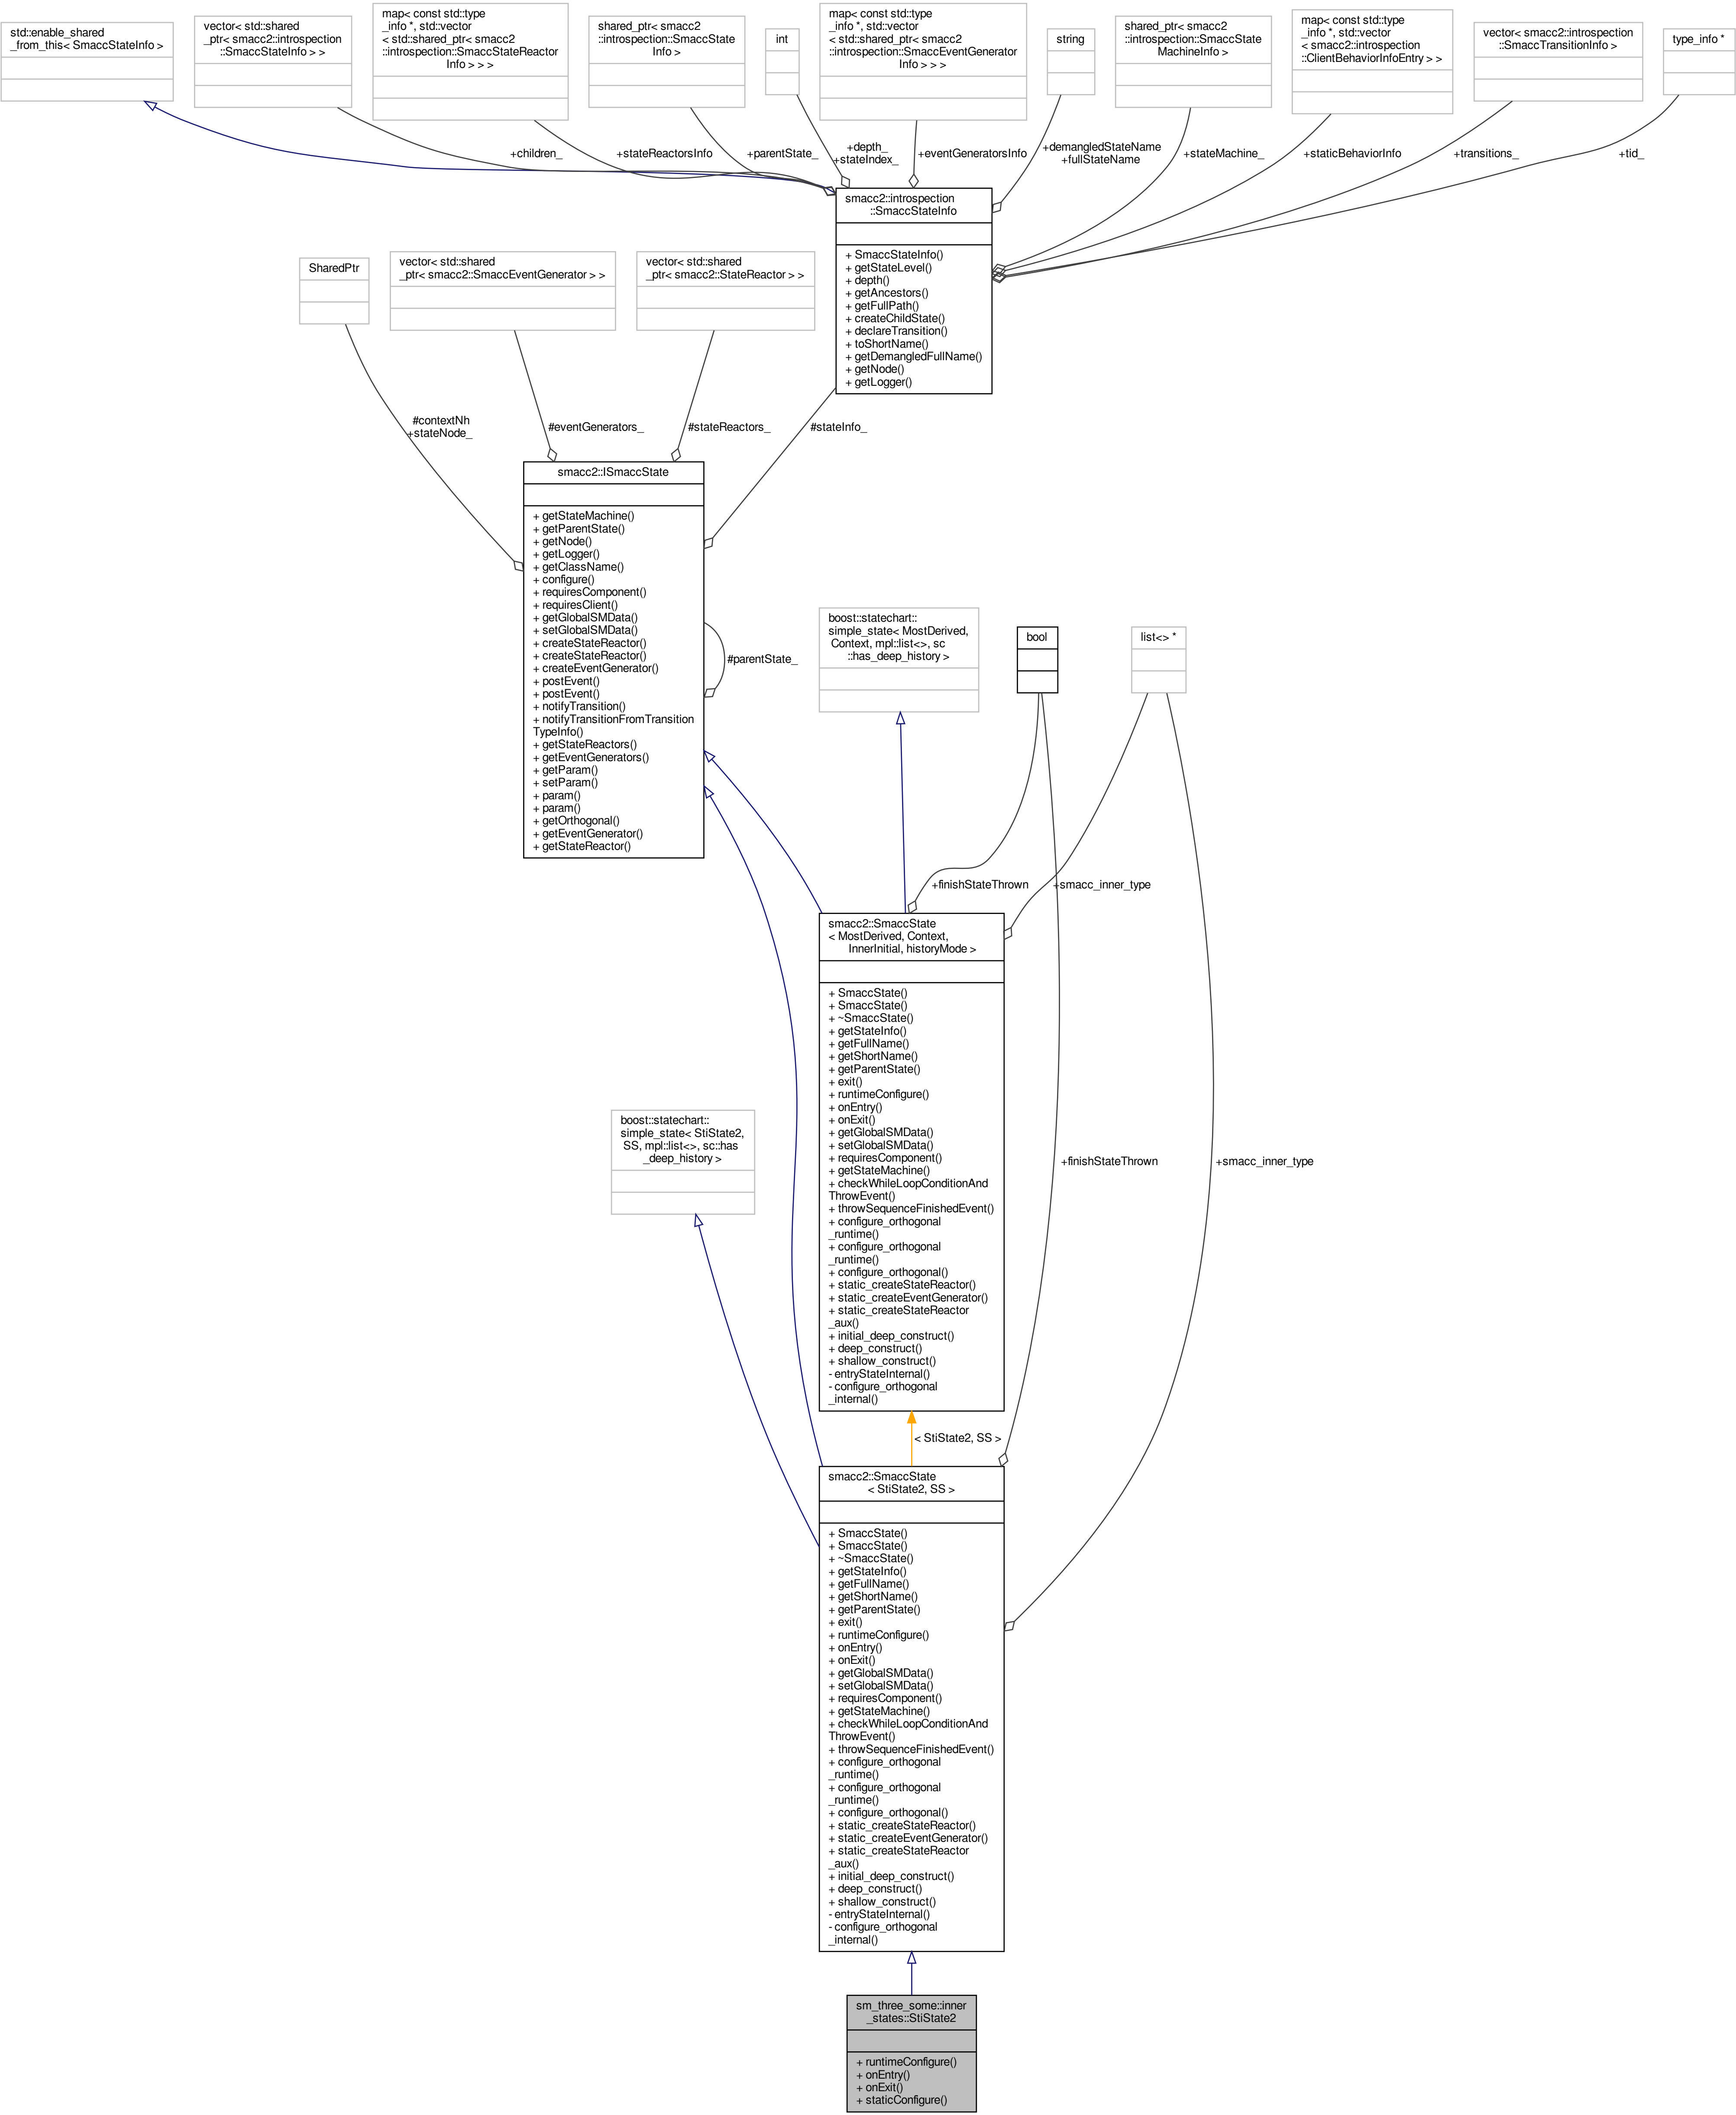 std::enable_shared
_from_this< SmaccStateInfo >
vector< std::shared
_ptr< smacc2::introspection
::SmaccStateInfo > >
map< const std::type
_info *, std::vector
< std::shared_ptr< smacc2
::introspection::SmaccStateReactor
Info > > >
shared_ptr< smacc2
::introspection::SmaccState
Info >
int
map< const std::type
_info *, std::vector
< std::shared_ptr< smacc2
::introspection::SmaccEventGenerator
Info > > >
string
shared_ptr< smacc2
::introspection::SmaccState
MachineInfo >
map< const std::type
_info *, std::vector
< smacc2::introspection
::ClientBehaviorInfoEntry > >
vector< smacc2::introspection
::SmaccTransitionInfo >
type_info *
+children_
+stateReactorsInfo
+parentState_
+depth_
+stateIndex_
+eventGeneratorsInfo
+demangledStateName
+fullStateName
+stateMachine_
+staticBehaviorInfo
+transitions_
+tid_
smacc2::introspection
::SmaccStateInfo
+ SmaccStateInfo()
+ getStateLevel()
+ depth()
+ getAncestors()
+ getFullPath()
+ createChildState()
+ declareTransition()
+ toShortName()
+ getDemangledFullName()
+ getNode()
+ getLogger()
SharedPtr
vector< std::shared
_ptr< smacc2::SmaccEventGenerator > >
vector< std::shared
_ptr< smacc2::StateReactor > >
#contextNh
+stateNode_
#eventGenerators_
#stateReactors_
#stateInfo_
smacc2::ISmaccState
+ getStateMachine()
+ getParentState()
+ getNode()
+ getLogger()
+ getClassName()
+ configure()
+ requiresComponent()
+ requiresClient()
+ getGlobalSMData()
+ setGlobalSMData()
+ createStateReactor()
+ createStateReactor()
+ createEventGenerator()
+ postEvent()
+ postEvent()
+ notifyTransition()
+ notifyTransitionFromTransition
TypeInfo()
+ getStateReactors()
+ getEventGenerators()
+ getParam()
+ setParam()
+ param()
+ param()
+ getOrthogonal()
+ getEventGenerator()
+ getStateReactor()
#parentState_
boost::statechart::
simple_state< MostDerived,
Context, mpl::list<>, sc
::has_deep_history >
bool
list<> *
+finishStateThrown
+smacc_inner_type
smacc2::SmaccState
< MostDerived, Context,
InnerInitial, historyMode >
+ SmaccState()
+ SmaccState()
+ ~SmaccState()
+ getStateInfo()
+ getFullName()
+ getShortName()
+ getParentState()
+ exit()
+ runtimeConfigure()
+ onEntry()
+ onExit()
+ getGlobalSMData()
+ setGlobalSMData()
+ requiresComponent()
+ getStateMachine()
+ checkWhileLoopConditionAnd
ThrowEvent()
+ throwSequenceFinishedEvent()
+ configure_orthogonal
_runtime()
+ configure_orthogonal
_runtime()
+ configure_orthogonal()
+ static_createStateReactor()
+ static_createEventGenerator()
+ static_createStateReactor
_aux()
+ initial_deep_construct()
+ deep_construct()
+ shallow_construct()
- entryStateInternal()
- configure_orthogonal
_internal()
boost::statechart::
simple_state< StiState2,
SS, mpl::list<>, sc::has
_deep_history >
+finishStateThrown
+smacc_inner_type
< StiState2, SS >
smacc2::SmaccState
< StiState2, SS >
+ SmaccState()
+ SmaccState()
+ ~SmaccState()
+ getStateInfo()
+ getFullName()
+ getShortName()
+ getParentState()
+ exit()
+ runtimeConfigure()
+ onEntry()
+ onExit()
+ getGlobalSMData()
+ setGlobalSMData()
+ requiresComponent()
+ getStateMachine()
+ checkWhileLoopConditionAnd
ThrowEvent()
+ throwSequenceFinishedEvent()
+ configure_orthogonal
_runtime()
+ configure_orthogonal
_runtime()
+ configure_orthogonal()
+ static_createStateReactor()
+ static_createEventGenerator()
+ static_createStateReactor
_aux()
+ initial_deep_construct()
+ deep_construct()
+ shallow_construct()
- entryStateInternal()
- configure_orthogonal
_internal()
sm_three_some::inner
_states::StiState2
+ runtimeConfigure()
+ onEntry()
+ onExit()
+ staticConfigure()